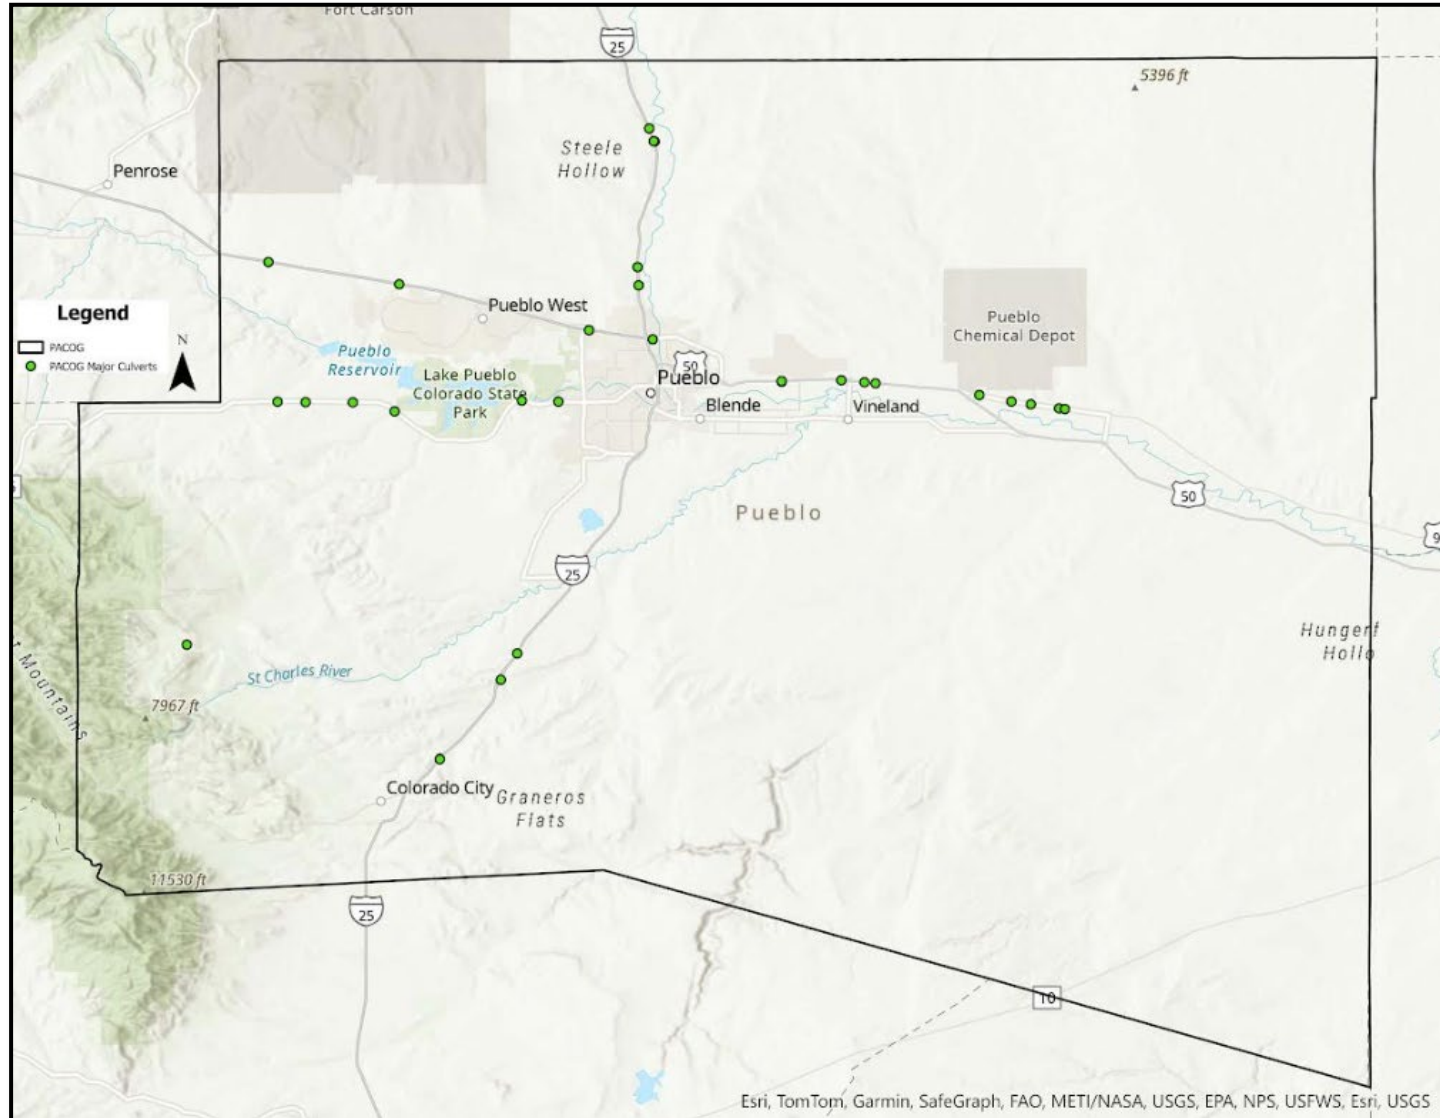 Fort Carson
25
5396 ft
Steele
Hollow
Penrose
Legend
PACOG
PACOG Major Culverts
N
Pueblo West
Pueblo
Chemical Depot
Pueblo
Reservoir
Lake Pueblo
Colorado State
Park
50
Pueblo
Blende
Vineland
50
Pueblo
25
Hungerf
Hollo
St Charles River
t Mountains
7967 ft
Colorado City
Graneros
Flats
11530 ft
25
10
Esri, TomTom, Garmin, SafeGraph, FAO, METI/NASA, USGS, EPA, NPS, USFWS, Esri, USGS